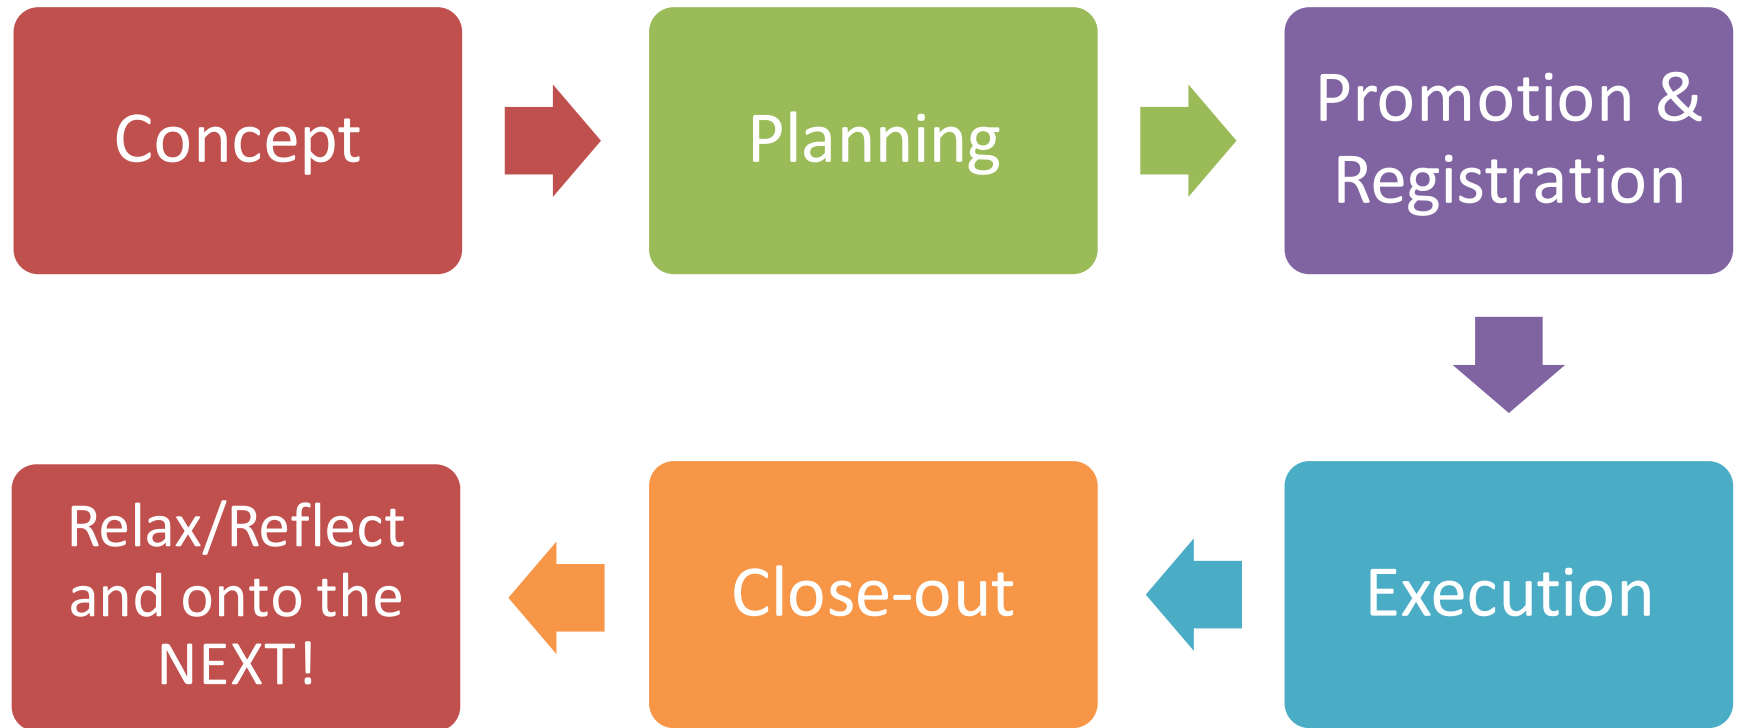 Concept
Planning
Promotion &
Registration
Execution
Close-out
Relax/Reflect
and onto the
NEXT!